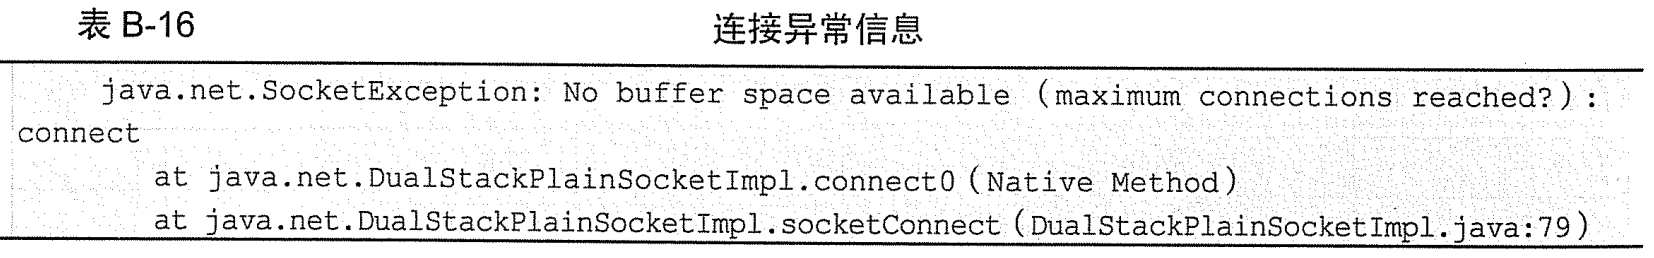 表 B-16 连接异常信息
java.net.SocketException: No buffer space available (maximum connections reached?):
connect
at java.net.DualStackPlainSocketImpl.connect0(Native Method)
at java.net.DualStackPlainSocketImpl.socketConnect(DualStackPlainSocketImpl.java:79)